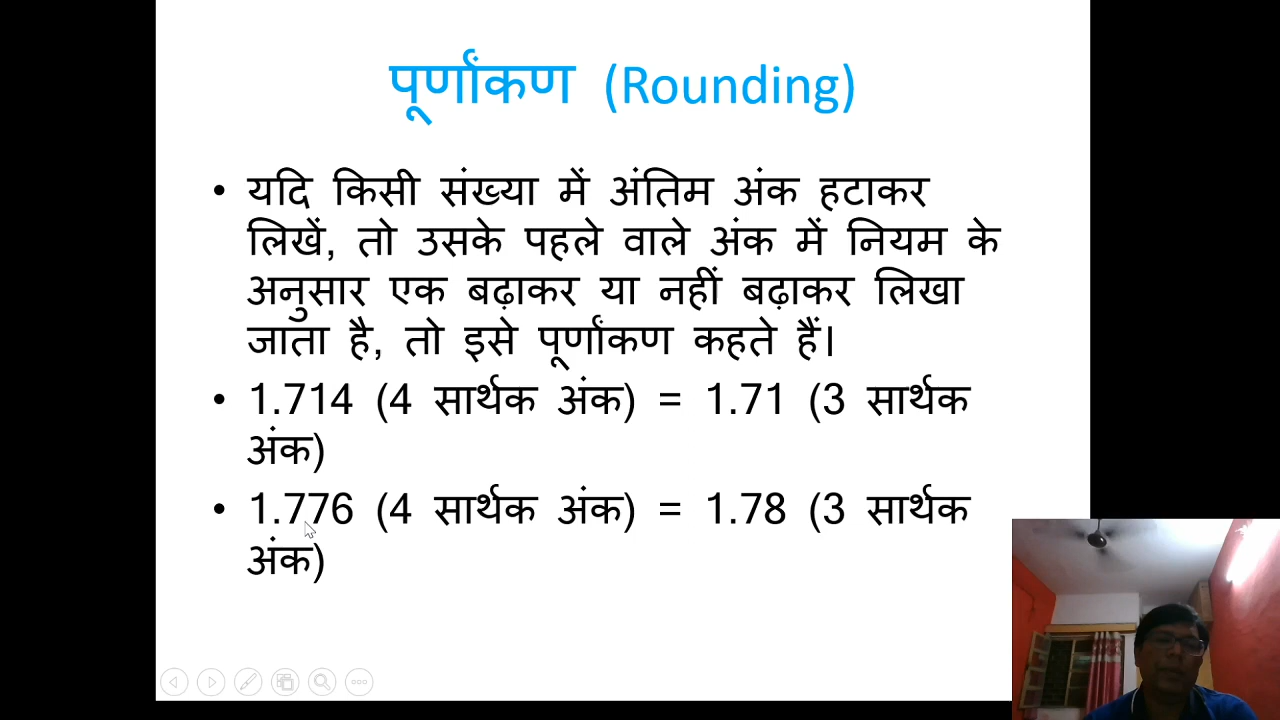 पूर्णांकण (Rounding)
• यदि किसी संख्या में अंतिम अंक हटाकर
लिखें, तो उसके पहले वाले अंक में नियम के
अनुसार एक बढ़ाकर या नहीं बढ़ाकर लिखा
जाता है, तो इसे पूर्णांकण कहते हैं।
• 1.714 (4 सार्थक अंक) = 1.71 (3 सार्थक
अंक)
• 1.776 (4 सार्थक अंक) = 1.78 (3 सार्थक
अंक)